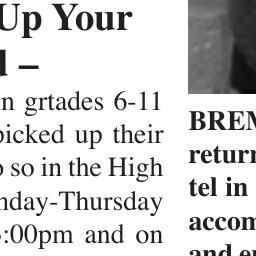 Up Your
–
n grtades 6-11
picked up their
so in the High
nday-Thursday
:00pm and on
BREM
return
tel in
accom
and e